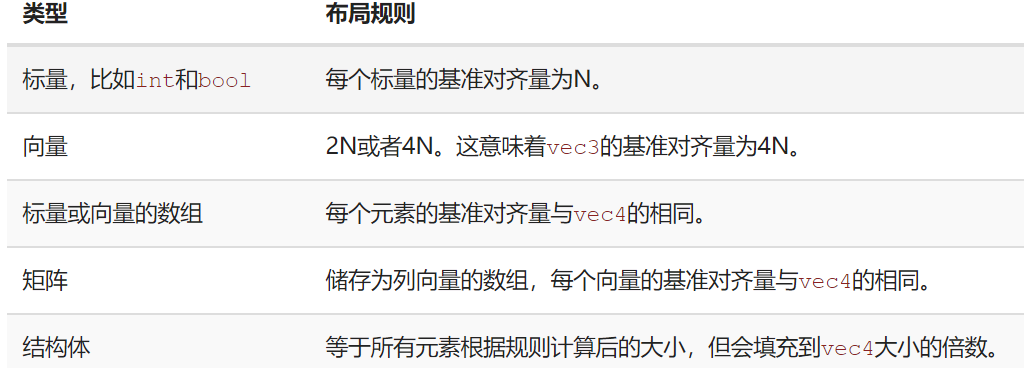 类型 布局规则
标量，比如int和bool 每个标量的基准对齐量为N。
向量 2N或者4N。这意味着vec3的基准对齐量为4N。
标量或向量的数组 每个元素的基准对齐量与vec4的相同。
矩阵 储存为列向量的数组，每个向量的基准对齐量与vec4的相同。
结构体 等于所有元素根据规则计算后的大小，但会填充到vec4大小的倍数。